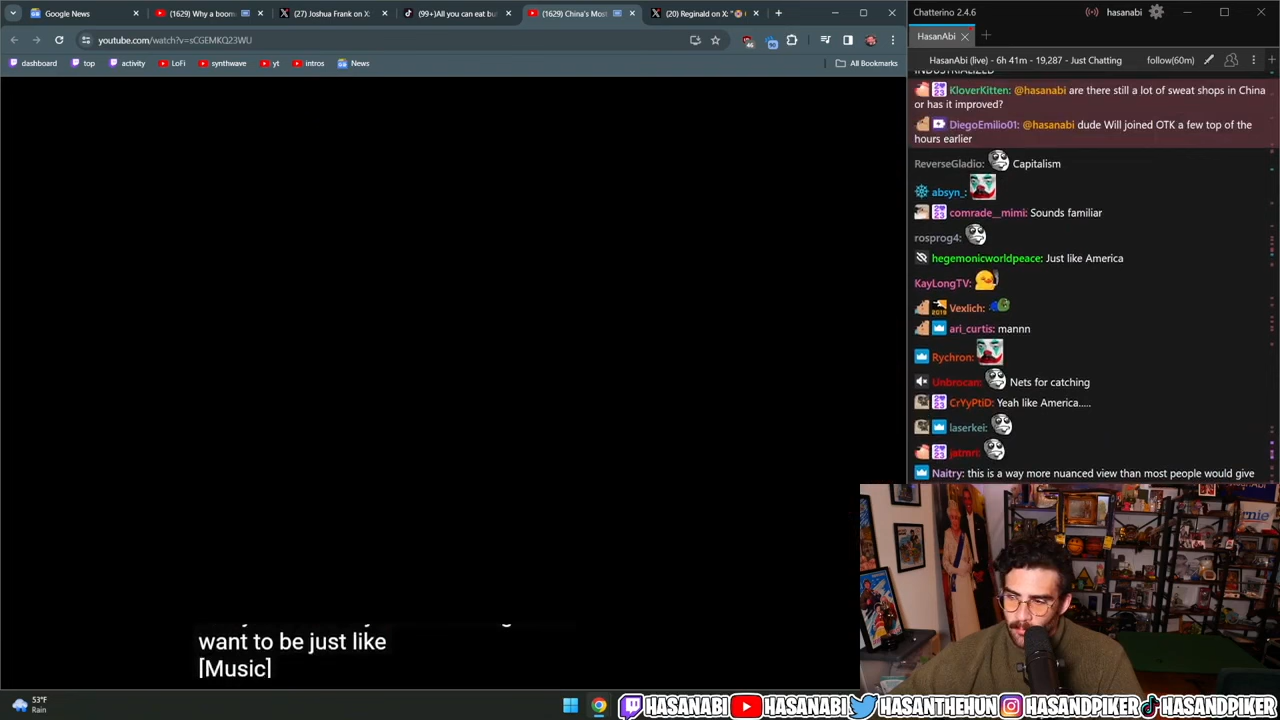 (1629) Why a boom
(27) Joshua Frank on X:
(99+)All you can eat bu
(1629) China's Most
(20) Reginald on X: "
Google News
youtube.com/watch?v=sCGEMKQ23WU
46
dashboard
top
activity
LoFi
synthwave
yt
intros
News
All Bookmarks
want to be just like
[Music]
Chatterino 2.4.6
hasanabi
HasanAbi
HasanAbi (live) - 6h 41m - 19,287 - Just Chatting
follow(60m)
INDUSTRIALIZED
KloverKitten: @hasanabi are there still a lot of sweat shops in China
or has it improved?
DiegoEmilio01: @hasanabi dude Will joined OTK a few top of the
hours earlier
ReverseGladio: Capitalism
absyn_:
comrade__mimi: Sounds familiar
rosprog4:
hegemonicworldpeace: Just like America
KayLongTV:
Vexlich:
ari_curtis: mannn
Rychron:
Unbrocan: Nets for catching
CrYyPtiD: Yeah like America.....
laserkei:
jatmri:
Naitry: this is a way more nuanced view than most people would give
53°F
Rain
HASANABI
HASANABI
HASANTHEHUN
HASANDPIKER
HASANDPIKER